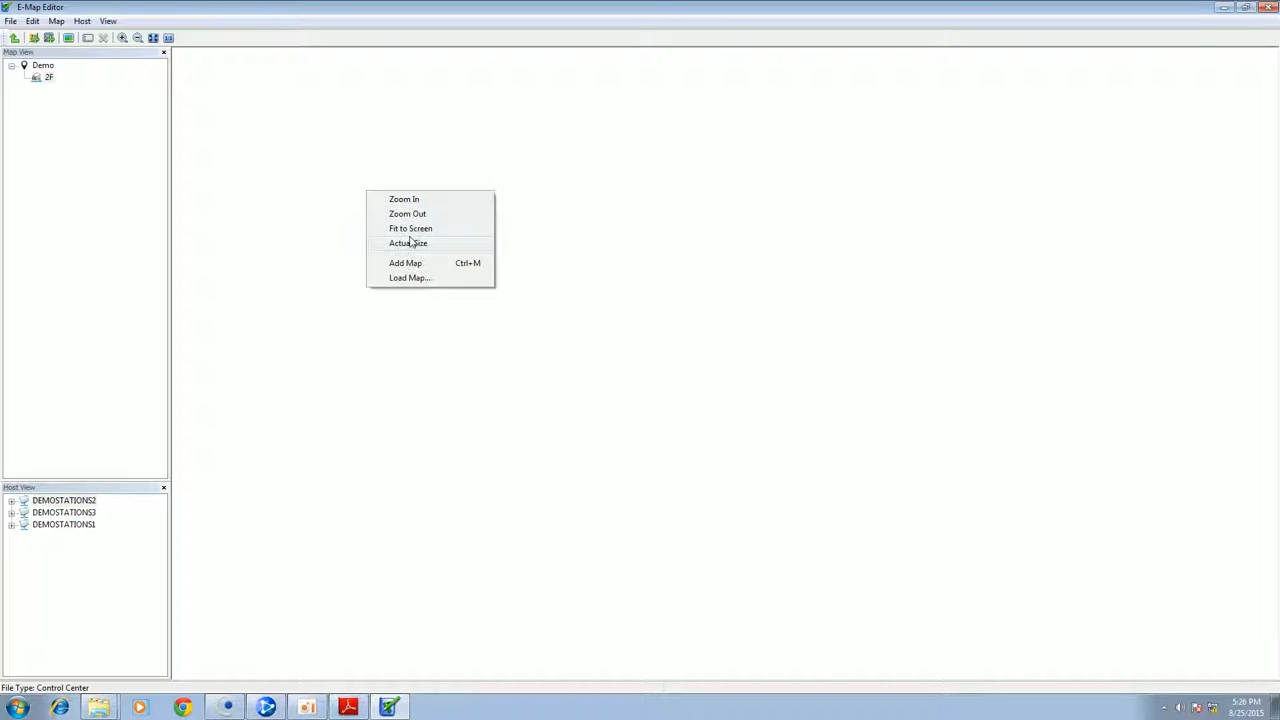 E-Map Editor
File Edit Map Host View
Map View
Demo
2F
Zoom In
Zoom Out
Fit to Screen
Actual Size
Add Map Ctrl+M
Load Map...
Host View
DEMOSTATIONS2
DEMOSTATIONS3
DEMOSTATIONS1
File Type: Control Center
5:26 PM
8/25/2015